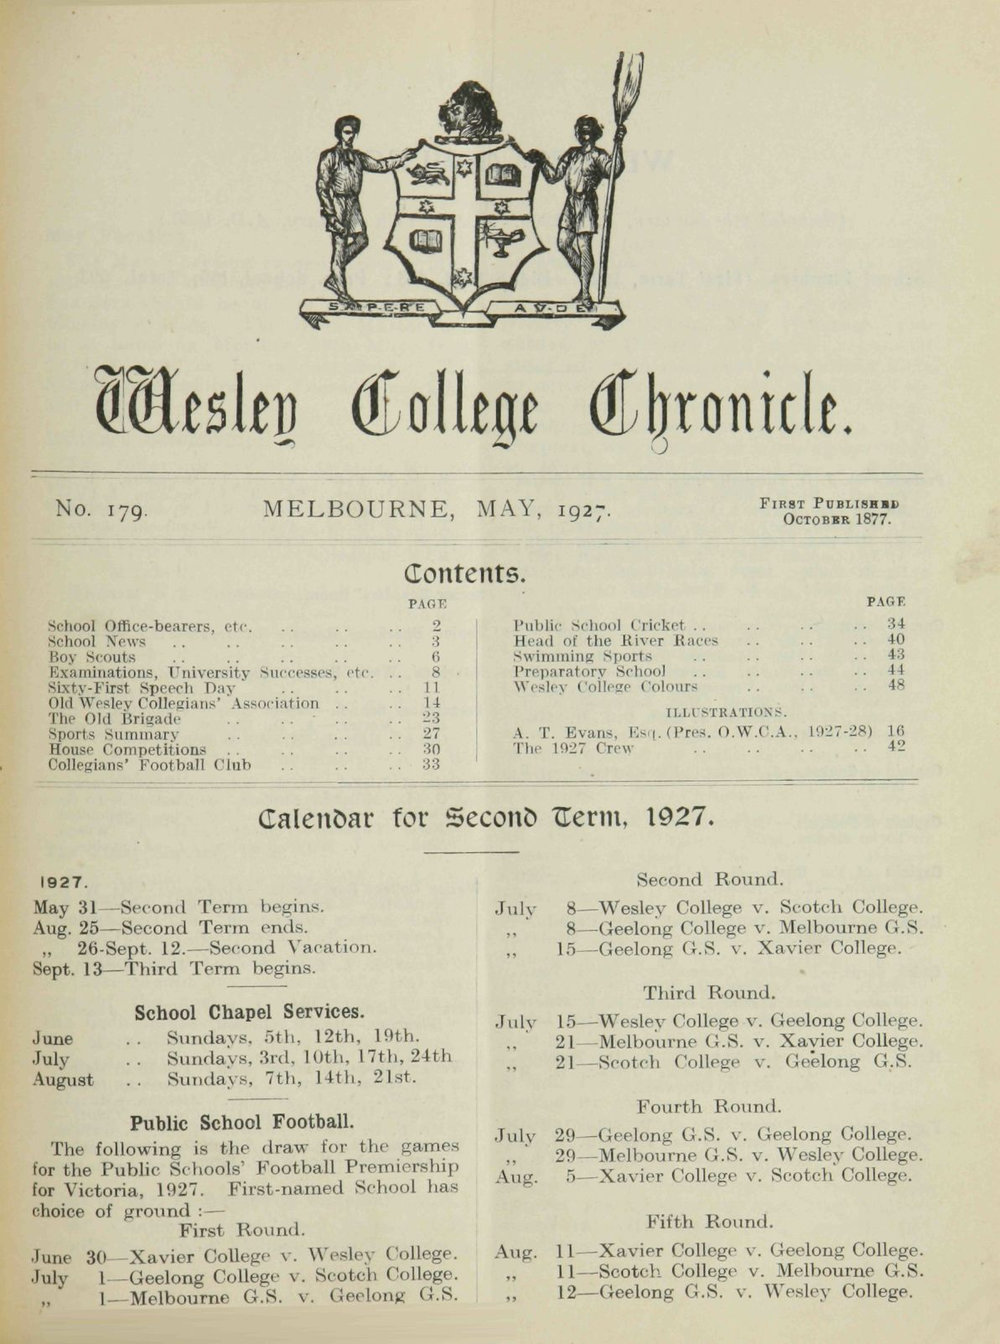 SAPERE AVDE
Wesley College Chronicle.
No. 179. MELBOURNE, MAY, 1927. FIRST PUBLISHED
OCTOBER 1877.
Contents.
PAGE
School Office-bearers, etc. .. .. .. 2
School News .. .. .. .. .. 3
Boy Scouts .. .. .. .. .. 6
Examinations, University Successes, etc. .. 8
Sixty-First Speech Day .. .. .. 11
Old Wesley Collegians' Association .. .. 14
The Old Brigade .. .. .. .. 23
Sports Summary .. .. .. .. 27
House Competitions .. .. .. .. 30
Collegians' Football Club .. .. .. 33
PAGE
Public School Cricket .. .. .. .. 34
Head of the River Races .. .. .. 40
Swimming Sports .. .. .. .. 43
Preparatory School .. .. .. .. 44
Wesley College Colours .. .. .. 48
ILLUSTRATIONS.
A. T. Evans, Esq. (Pres. O.W.C.A., 1927-28) 16
The 1927 Crew .. .. .. .. 42
Calendar for Second Term, 1927.
1927.
May 31—Second Term begins.
Aug. 25—Second Term ends.
„ 26-Sept. 12.—Second Vacation.
Sept. 13—Third Term begins.
School Chapel Services.
June .. Sundays, 5th, 12th, 19th.
July .. Sundays, 3rd, 10th, 17th, 24th
August .. Sundays, 7th, 14th, 21st.
Public School Football.
The following is the draw for the games
for the Public Schools' Football Premiership
for Victoria, 1927. First-named School has
choice of ground :—
First Round.
June 30—Xavier College v. Wesley College.
July 1—Geelong College v. Scotch College.
„ 1—Melbourne G.S. v. Geelong G.S.
Second Round.
July 8—Wesley College v. Scotch College.
„ 8—Geelong College v. Melbourne G.S.
„ 15—Geelong G.S. v. Xavier College.
Third Round.
July 15—Wesley College v. Geelong College.
„ 21—Melbourne G.S. v. Xavier College.
„ 21—Scotch College v. Geelong G.S.
Fourth Round.
July 29—Geelong G.S. v. Geelong College.
„ 29—Melbourne G.S. v. Wesley College.
Aug. 5—Xavier College v. Scotch College.
Fifth Round.
Aug. 11—Xavier College v. Geelong College.
„ 11—Scotch College v. Melbourne G.S.
„ 12—Geelong G.S. v. Wesley College.